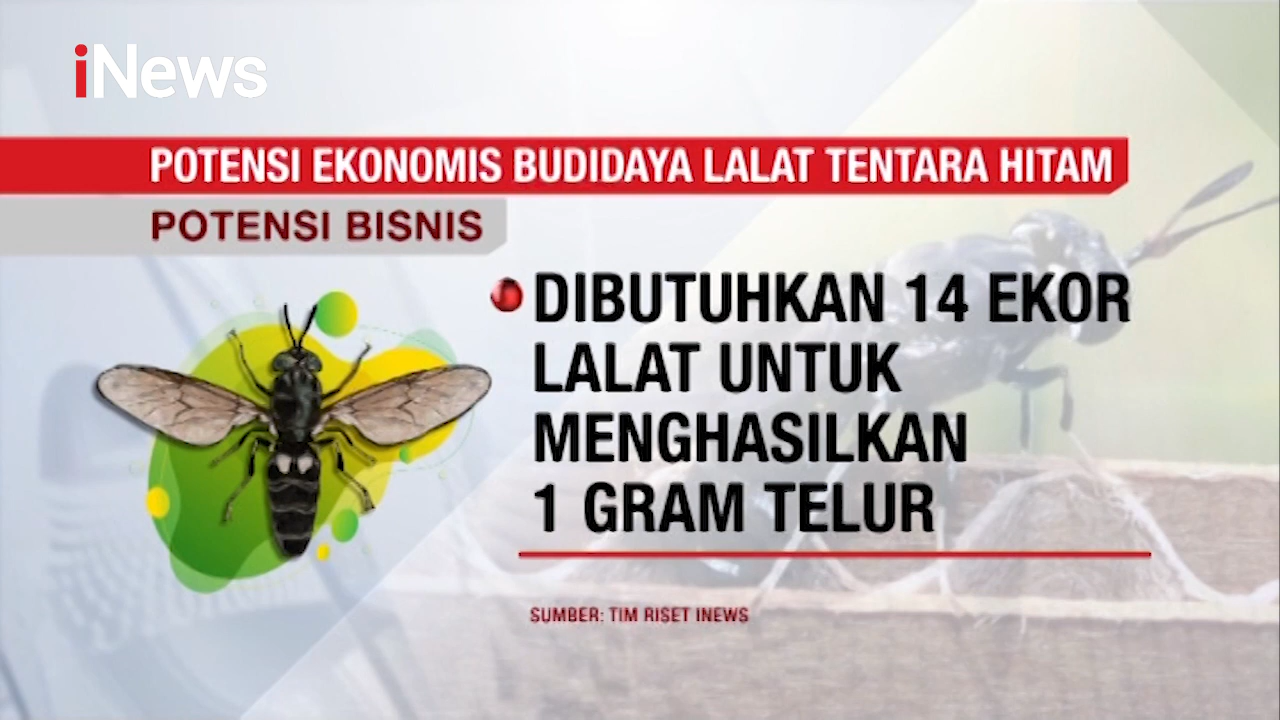 iNews
POTENSI EKONOMIS BUDIDAYA LALAT TENTARA HITAM
POTENSI BISNIS
DIBUTUHKAN 14 EKOR
LALAT UNTUK
MENGHASILKAN
1 GRAM TELUR
SUMBER: TIM RISET INEWS